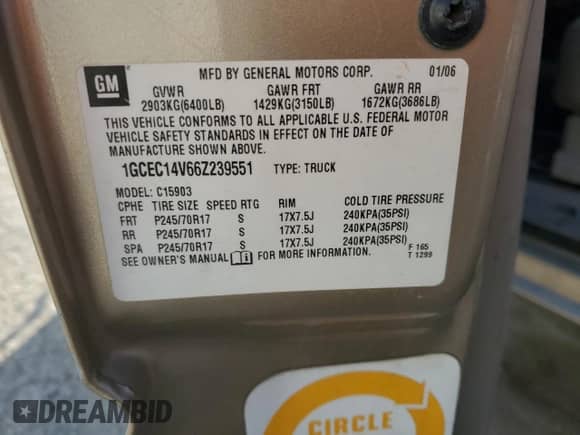 GM
MFD BY GENERAL MOTORS CORP. 01/06
GVWR GAWR FRT GAWR RR
2903KG(6400LB) 1429KG(3150LB) 1672KG(3686LB)
THIS VEHICLE CONFORMS TO ALL APPLICABLE U.S. FEDERAL MOTOR
VEHICLE SAFETY STANDARDS IN EFFECT ON THE DATE OF
MANUFACTURE SHOWN ABOVE.
1GCEC14V66Z239551 TYPE: TRUCK
MODEL: C15903
CPHE TIRE SIZE SPEED RTG RIM COLD TIRE PRESSURE
FRT P245/70R17 S 17X7.5J 240KPA(35PSI)
RR P245/70R17 S 17X7.5J 240KPA(35PSI)
SPA P245/70R17 S 17X7.5J 240KPA(35PSI)
SEE OWNER'S MANUAL FOR MORE INFORMATION.
F 165
T 1299
CIRCLE
DREAMBID